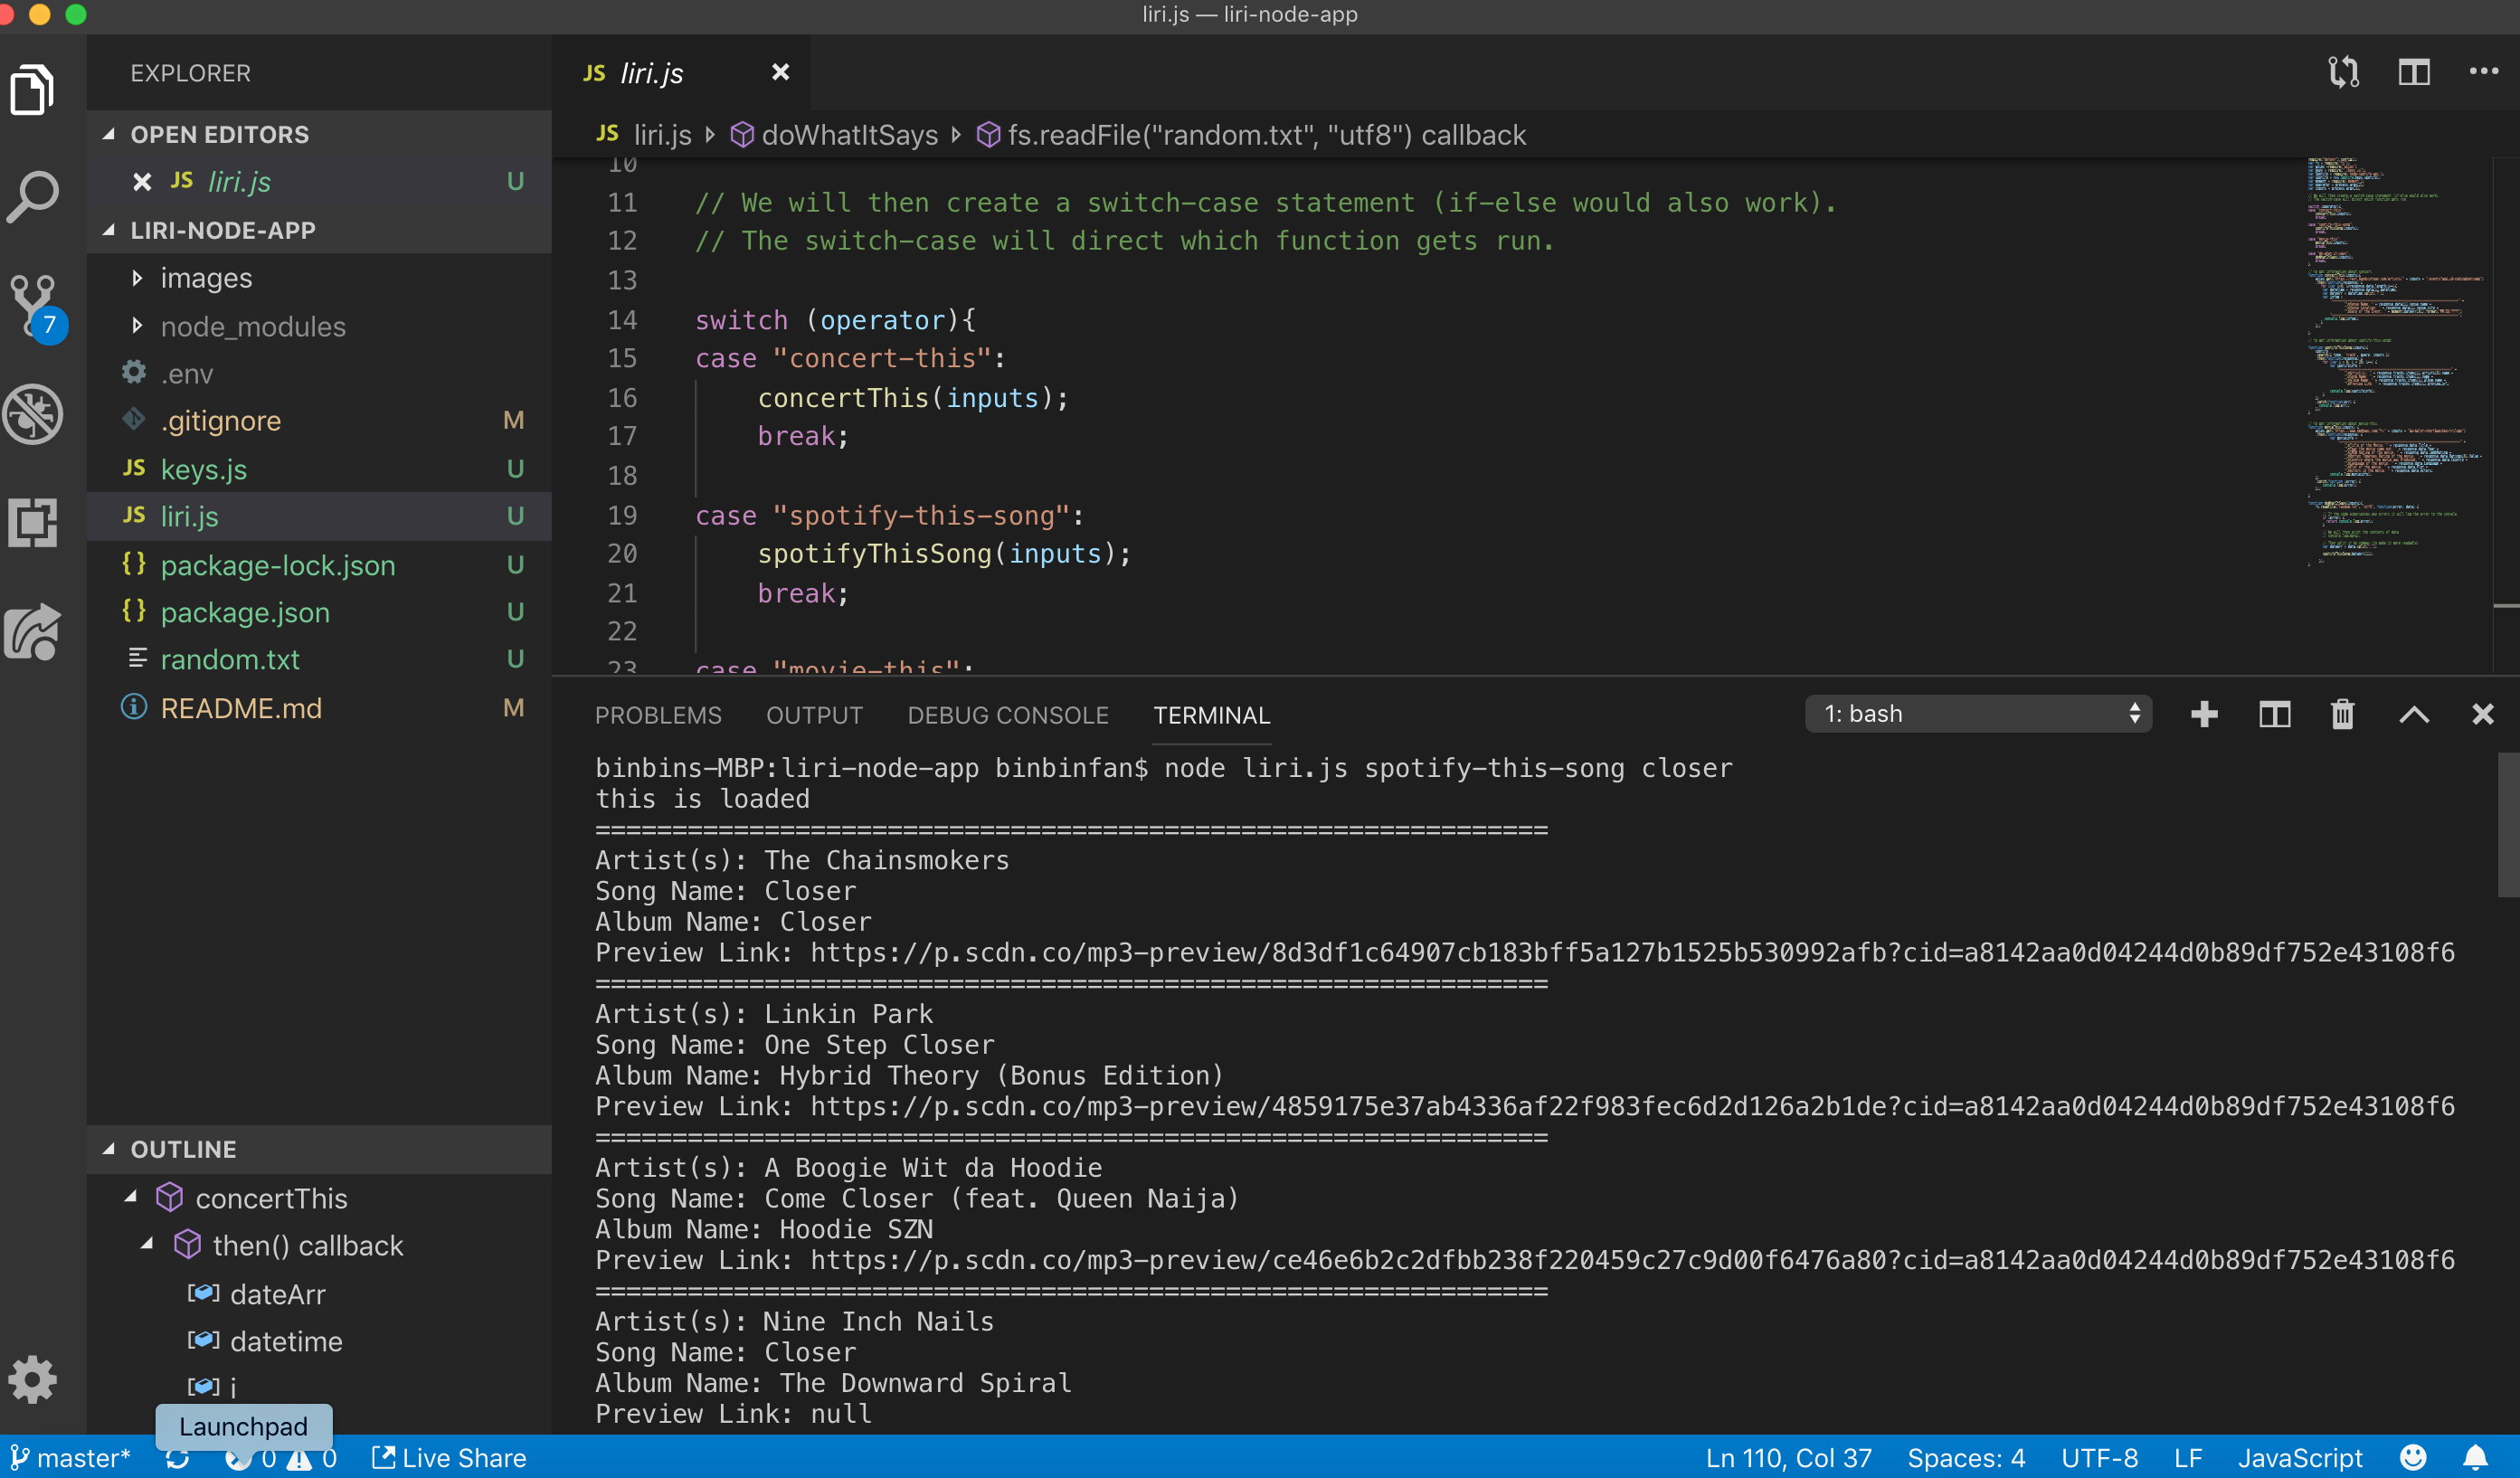 liri.js — liri-node-app
EXPLORER
OPEN EDITORS
JS liri.js U
LIRI-NODE-APP
images
node_modules
.env
.gitignore M
JS keys.js U
JS liri.js U
{} package-lock.json U
{} package.json U
random.txt U
README.md M
7
OUTLINE
concertThis
then() callback
dateArr
datetime
i
Launchpad
JS liri.js
JS liri.js doWhatItSays fs.readFile("random.txt", "utf8") callback
10
11 // We will then create a switch-case statement (if-else would also work).
12 // The switch-case will direct which function gets run.
13
14 switch (operator){
15 case "concert-this":
16 concertThis(inputs);
17 break;
18
19 case "spotify-this-song":
20 spotifyThisSong(inputs);
21 break;
22
23 case "movie-this":
PROBLEMS OUTPUT DEBUG CONSOLE TERMINAL 1: bash
binbins-MBP:liri-node-app binbinfan$ node liri.js spotify-this-song closer
this is loaded
==============================================================
Artist(s): The Chainsmokers
Song Name: Closer
Album Name: Closer
Preview Link: https://p.scdn.co/mp3-preview/8d3df1c64907cb183bff5a127b1525b530992afb?cid=a8142aa0d04244d0b89df752e43108f6
==============================================================
Artist(s): Linkin Park
Song Name: One Step Closer
Album Name: Hybrid Theory (Bonus Edition)
Preview Link: https://p.scdn.co/mp3-preview/4859175e37ab4336af22f983fec6d2d126a2b1de?cid=a8142aa0d04244d0b89df752e43108f6
==============================================================
Artist(s): A Boogie Wit da Hoodie
Song Name: Come Closer (feat. Queen Naija)
Album Name: Hoodie SZN
Preview Link: https://p.scdn.co/mp3-preview/ce46e6b2c2dfbb238f220459c27c9d00f6476a80?cid=a8142aa0d04244d0b89df752e43108f6
==============================================================
Artist(s): Nine Inch Nails
Song Name: Closer
Album Name: The Downward Spiral
Preview Link: null
master* 0 0 Live Share Ln 110, Col 37 Spaces: 4 UTF-8 LF JavaScript